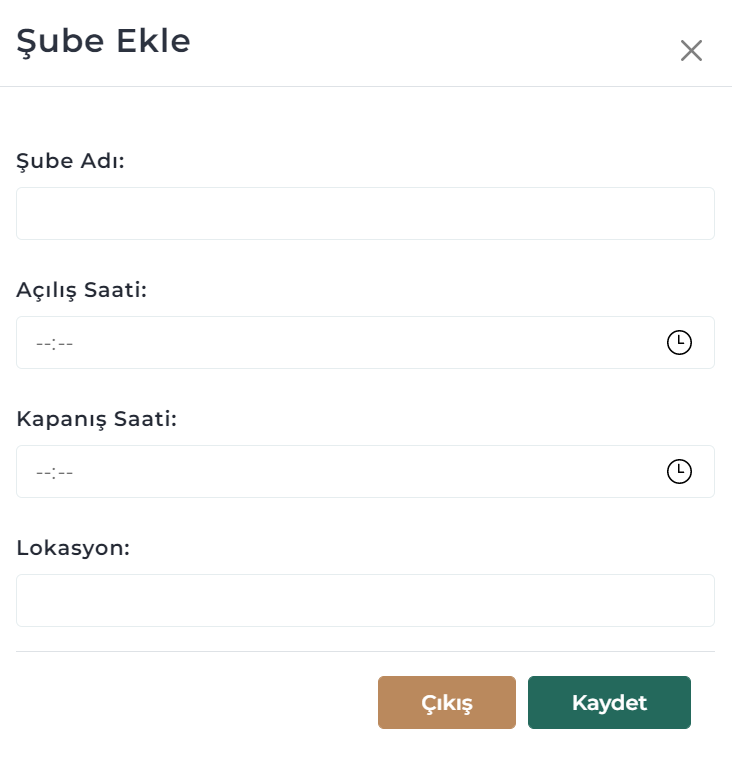 Şube Ekle
Şube Adı:
Açılış Saati:
--:--
Kapanış Saati:
--:--
Lokasyon:
Çıkış
Kaydet